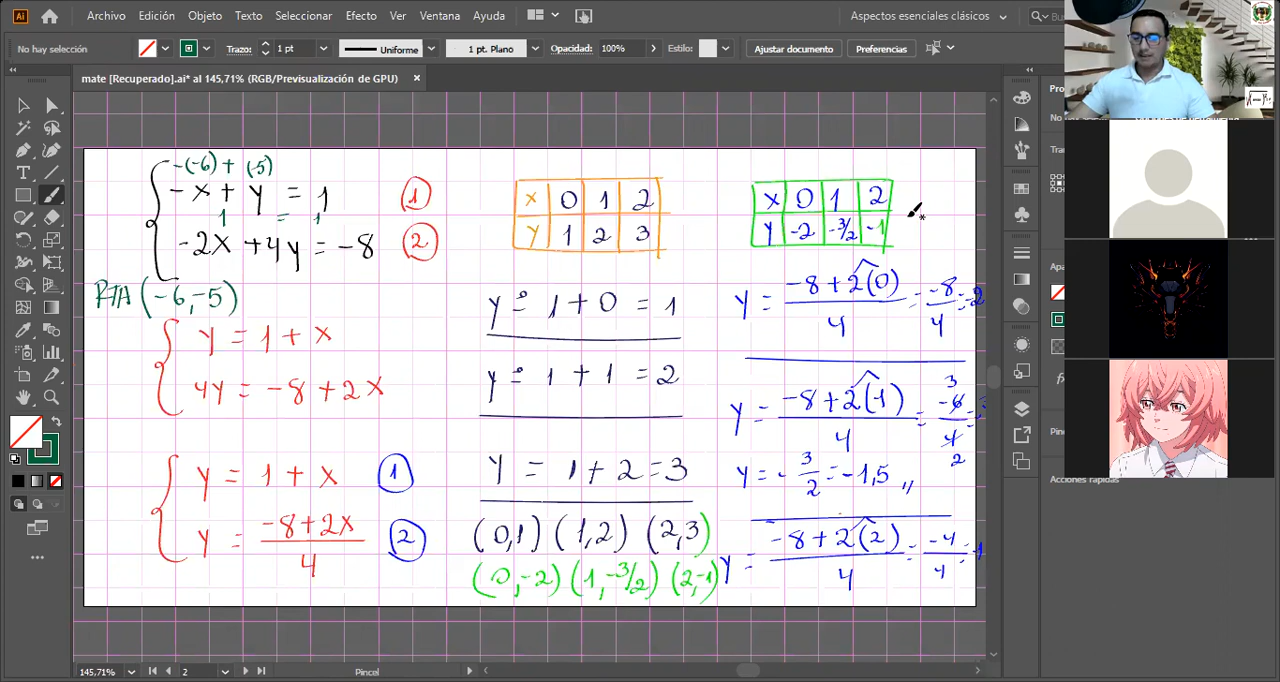 Archivo Edición Objeto Texto Seleccionar Efecto Ver Ventana Ayuda Aspectos esenciales clásicos
No hay selección Trazo: 1 pt Uniforme 1 pt. Plano Opacidad: 100% Estilo: Ajustar documento Preferencias
mate [Recuperado].ai* al 145,71% (RGB/Previsualización de GPU) ×
-(-6) + (-5)
-x + y = 1 ①
1 = 1
-2x + 4y = -8 ②
RTA (-6,-5)
y = 1 + x
4y = -8 + 2x
y = 1 + x ①
y = (-8+2x)/4 ②
x 0 1 2
y 1 2 3
y = 1 + 0 = 1
y = 1 + 1 = 2
y = 1 + 2 = 3
(0,1) (1,2) (2,3)
(0,-2) (1,-3/2) (2,-1)
x 0 1 2
y -2 -3/2 -1
y = (-8+2(0))/4 = -8/4 = -2
y = (-8+2(1))/4 = -6/4
3
2
y = -3/2 = -1,5 //
y = (-8+2(2))/4 = -4/4 = -1
Acciones rápidas
145,71% 2 Pincel